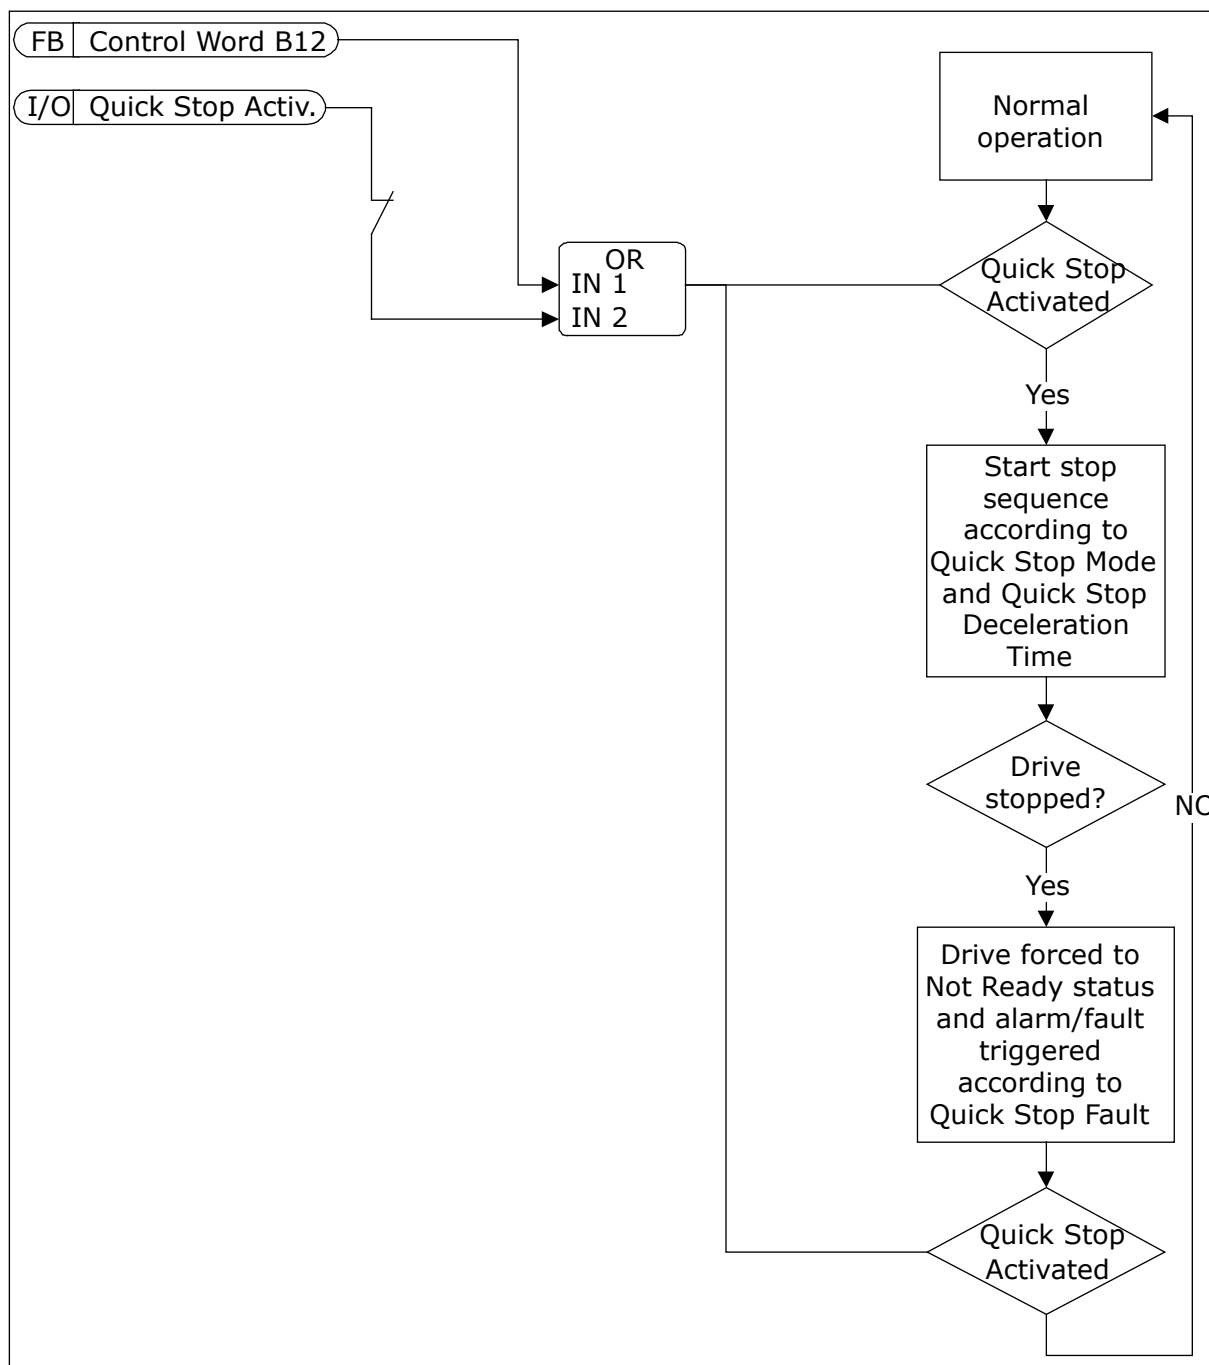 FB Control Word B12
I/O Quick Stop Activ.
OR
IN 1
IN 2
Normal
operation
Quick Stop
Activated
Yes
Start stop
sequence
according to
Quick Stop Mode
and Quick Stop
Deceleration
Time
Drive
stopped?
NO
Yes
Drive forced to
Not Ready status
and alarm/fault
triggered
according to
Quick Stop Fault
Quick Stop
Activated